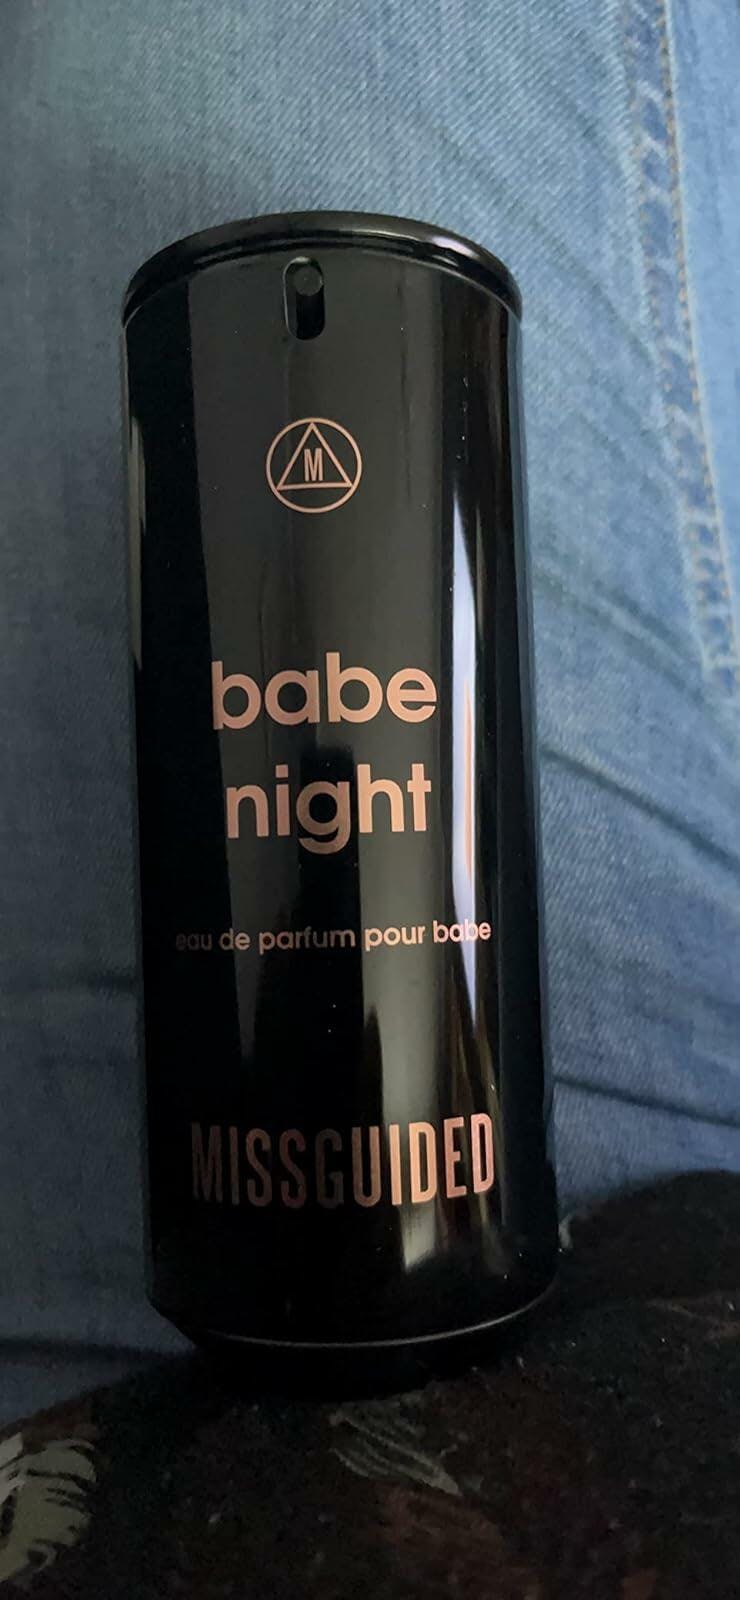 M
babe
night
eau de parfum pour babe
MISSGUIDED